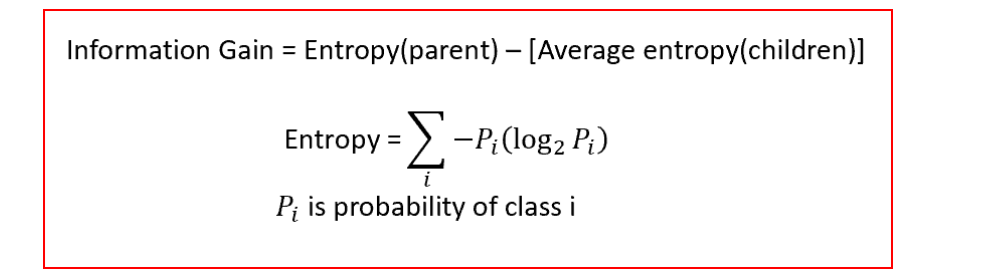 Information Gain = Entropy(parent) – [Average entropy(children)]
Entropy = ∑ᵢ −Pᵢ(log₂ Pᵢ)
Pᵢ is probability of class i